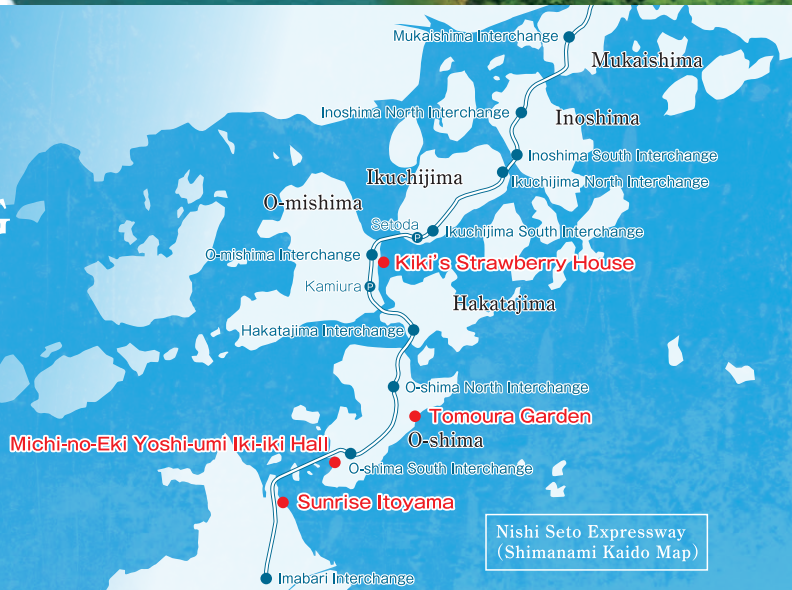 Mukaishima Interchange
Mukaishima
Inoshima North Interchange
Inoshima
Inoshima South Interchange
Ikuchijima
Ikuchijima North Interchange
O-mishima
Setoda
P
Ikuchijima South Interchange
O-mishima Interchange
Kiki's Strawberry House
Kamiura
P
Hakatajima
Hakatajima Interchange
O-shima North Interchange
Tomoura Garden
Michi-no-Eki Yoshi-umi Iki-iki Hall
O-shima
O-shima South Interchange
Sunrise Itoyama
Nishi Seto Expressway
(Shimanami Kaido Map)
Imabari Interchange